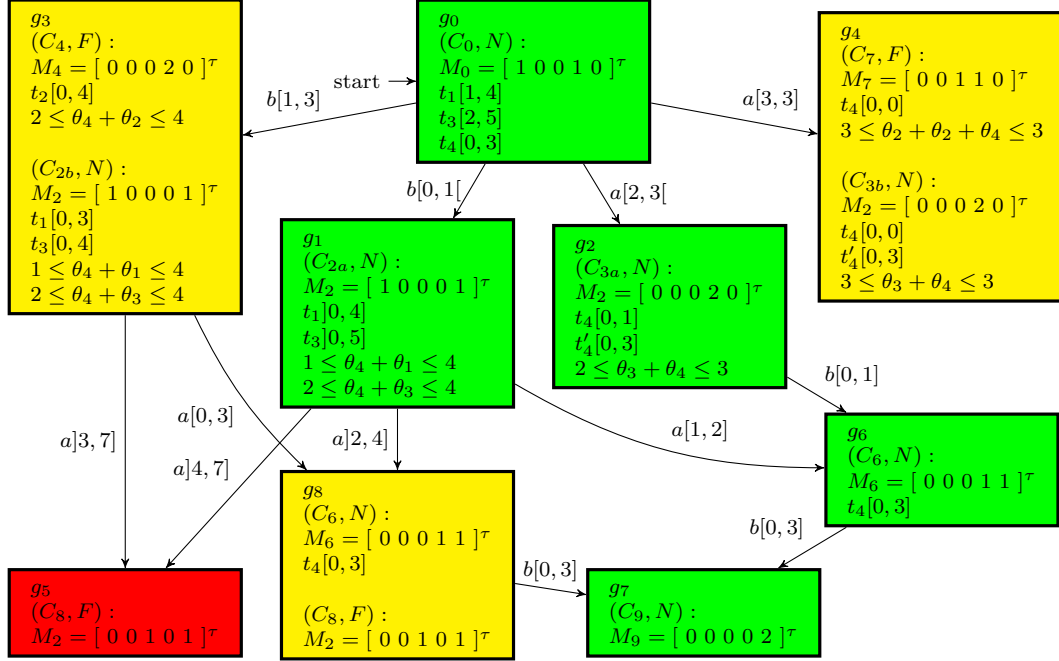 g₃
(C₄, F) :
M₄ = [ 0 0 0 2 0 ]^τ
t₂[0, 4]
2 ≤ θ₄ + θ₂ ≤ 4
(C₂b, N) :
M₂ = [ 1 0 0 0 1 ]^τ
t₁[0, 3]
t₃[0, 4]
1 ≤ θ₄ + θ₁ ≤ 4
2 ≤ θ₄ + θ₃ ≤ 4
b[1, 3]
start
g₀
(C₀, N) :
M₀ = [ 1 0 0 1 0 ]^τ
t₁[1, 4]
t₃[2, 5]
t₄[0, 3]
a[3, 3]
g₄
(C₇, F) :
M₇ = [ 0 0 1 1 0 ]^τ
t₄[0, 0]
3 ≤ θ₂ + θ₂ + θ₄ ≤ 3
(C₃b, N) :
M₂ = [ 0 0 0 2 0 ]^τ
t₄[0, 0]
t′₄[0, 3]
3 ≤ θ₃ + θ₄ ≤ 3
b[0, 1[
a[2, 3[
g₁
(C₂a, N) :
M₂ = [ 1 0 0 0 1 ]^τ
t₁]0, 4]
t₃]0, 5]
1 ≤ θ₄ + θ₁ ≤ 4
2 ≤ θ₄ + θ₃ ≤ 4
g₂
(C₃a, N) :
M₂ = [ 0 0 0 2 0 ]^τ
t₄[0, 1]
t′₄[0, 3]
2 ≤ θ₃ + θ₄ ≤ 3
b[0, 1]
a]3, 7]
a[0, 3]
a]4, 7]
a]2, 4]
a[1, 2]
g₆
(C₆, N) :
M₆ = [ 0 0 0 1 1 ]^τ
t₄[0, 3]
g₈
(C₆, N) :
M₆ = [ 0 0 0 1 1 ]^τ
t₄[0, 3]
(C₈, F) :
M₂ = [ 0 0 1 0 1 ]^τ
b[0, 3]
b[0, 3]
g₅
(C₈, F) :
M₂ = [ 0 0 1 0 1 ]^τ
g₇
(C₉, N) :
M₉ = [ 0 0 0 0 2 ]^τ